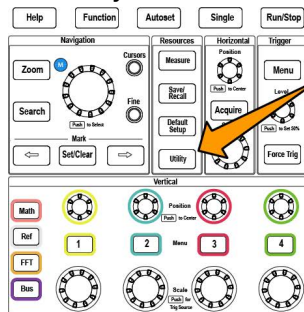 Help Function Autoset Single Run/Stop
Navigation Resources Horizontal Trigger
Cursors Position
Zoom M Measure Menu
Push to Center
Level
Save/
Recall
Search Fine Acquire
Push to Select Default
Setup
Push to Set 50%
Mark
Set/Clear Utility Force Trig
Vertical
Math Position
Push to Center
Ref 1 2 Menu 3 4
FFT
Bus Scale
Push for
Trig Source